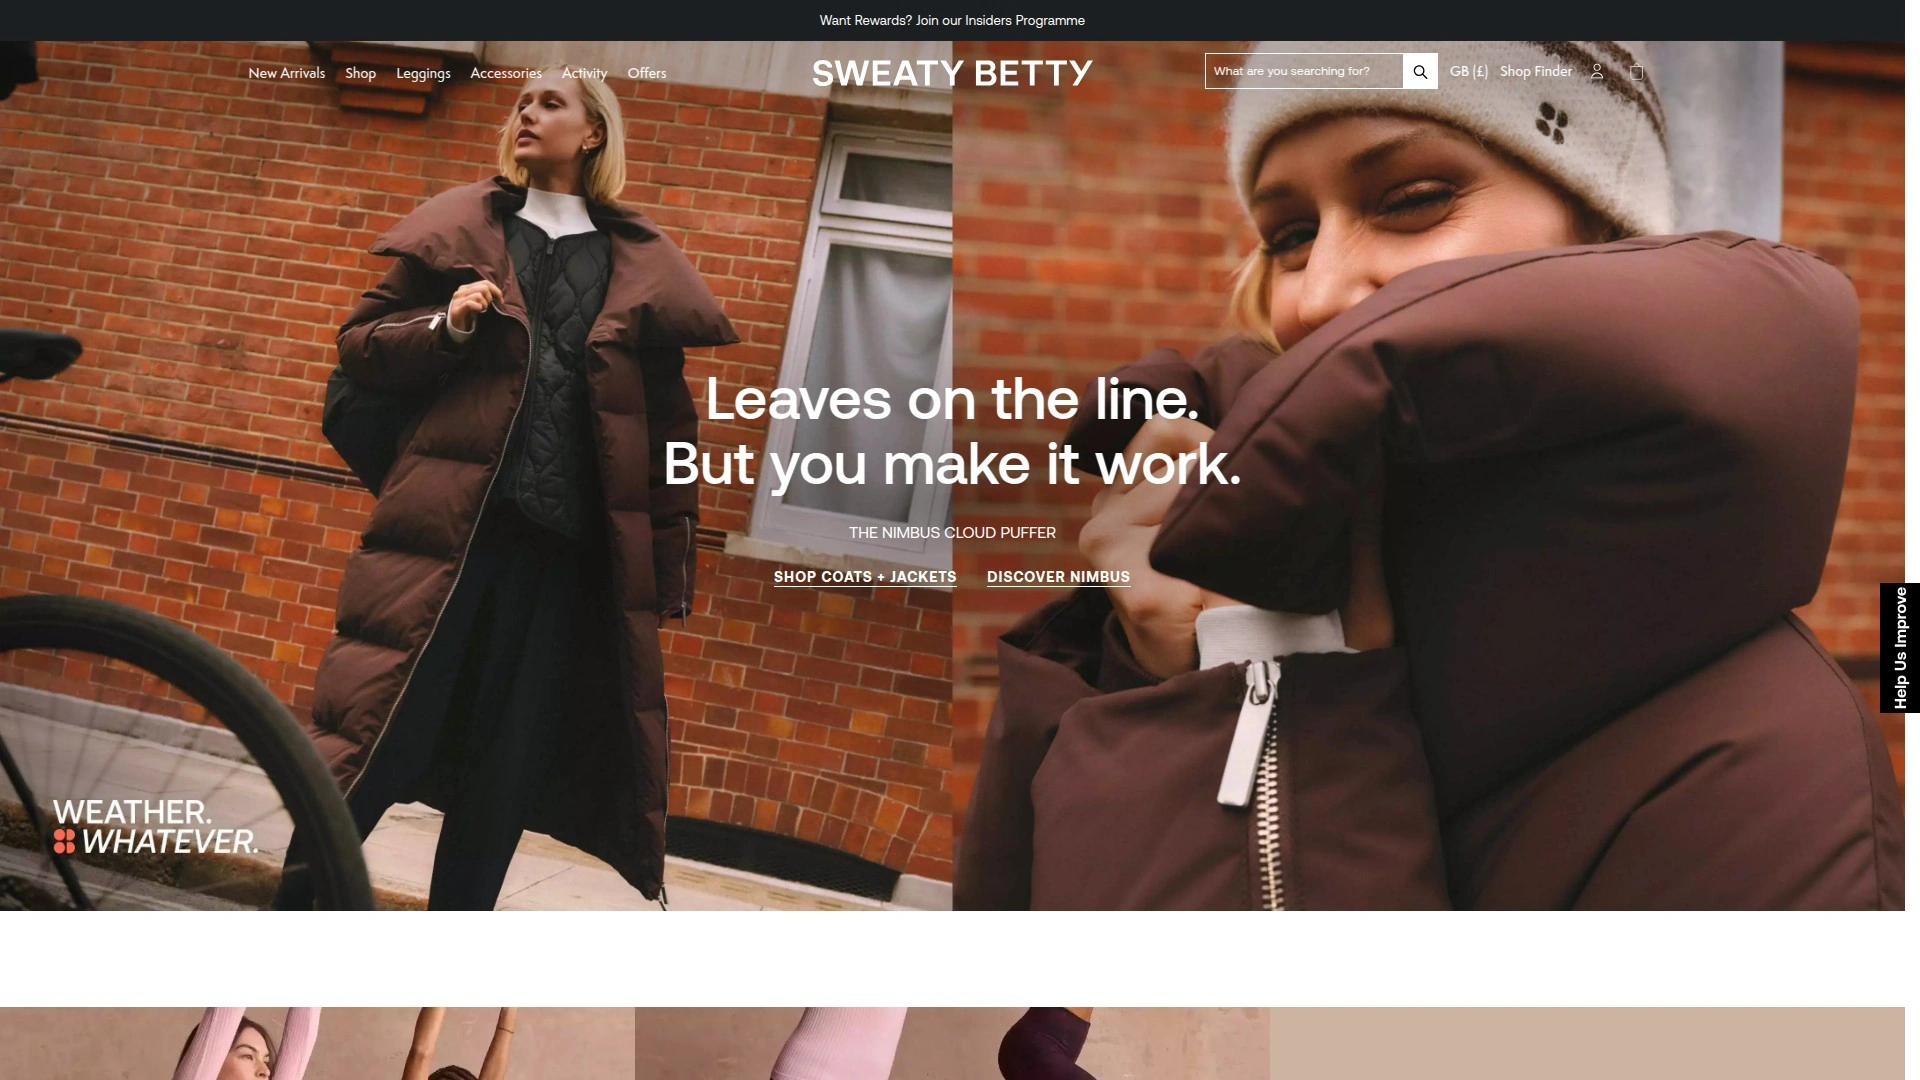 Want Rewards? Join our Insiders Programme
New Arrivals Shop Leggings Accessories Activity Offers
SWEATY BETTY
What are you searching for?
GB (£) Shop Finder
Leaves on the line.
But you make it work.
THE NIMBUS CLOUD PUFFER
SHOP COATS + JACKETS DISCOVER NIMBUS
Help Us Improve
WEATHER.
WHATEVER.